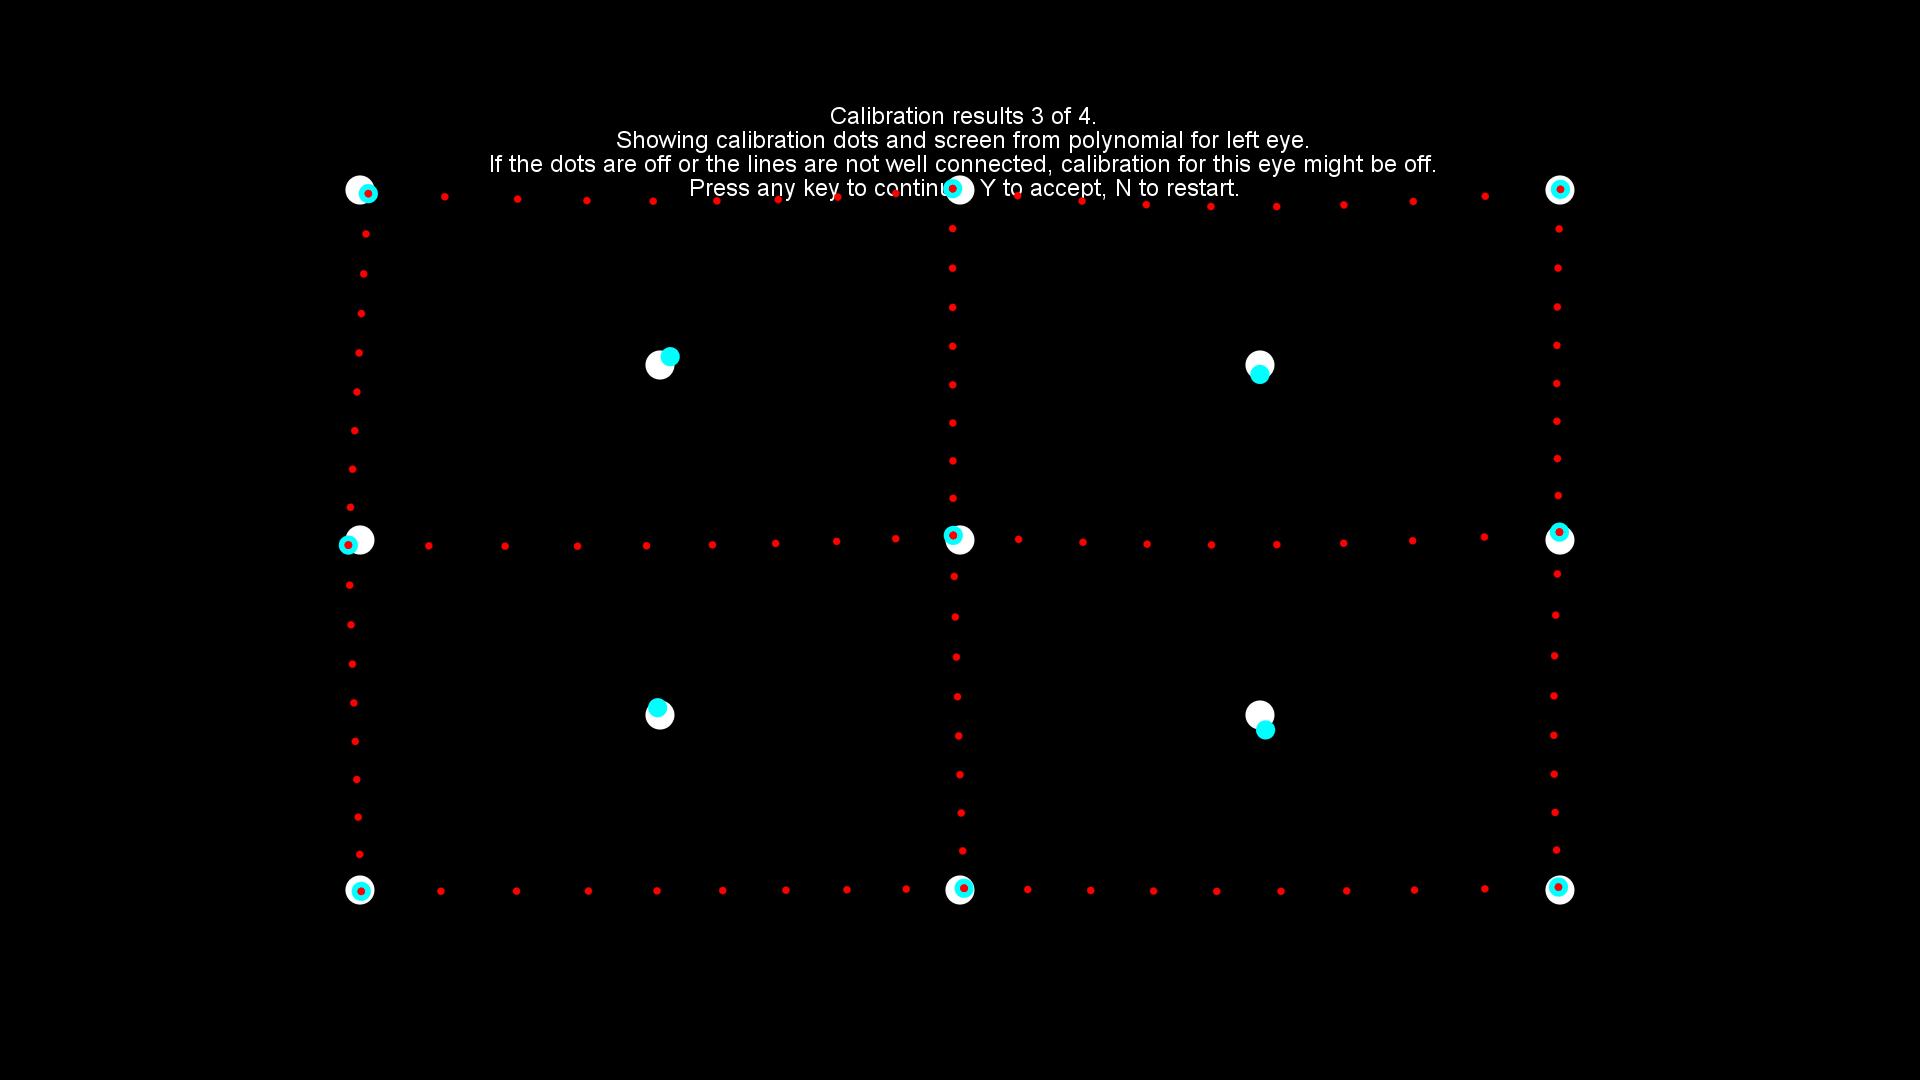 Calibration results 3 of 4.
Showing calibration dots and screen from polynomial for left eye.
If the dots are off or the lines are not well connected, calibration for this eye might be off.
Press any key to continue, Y to accept, N to restart.